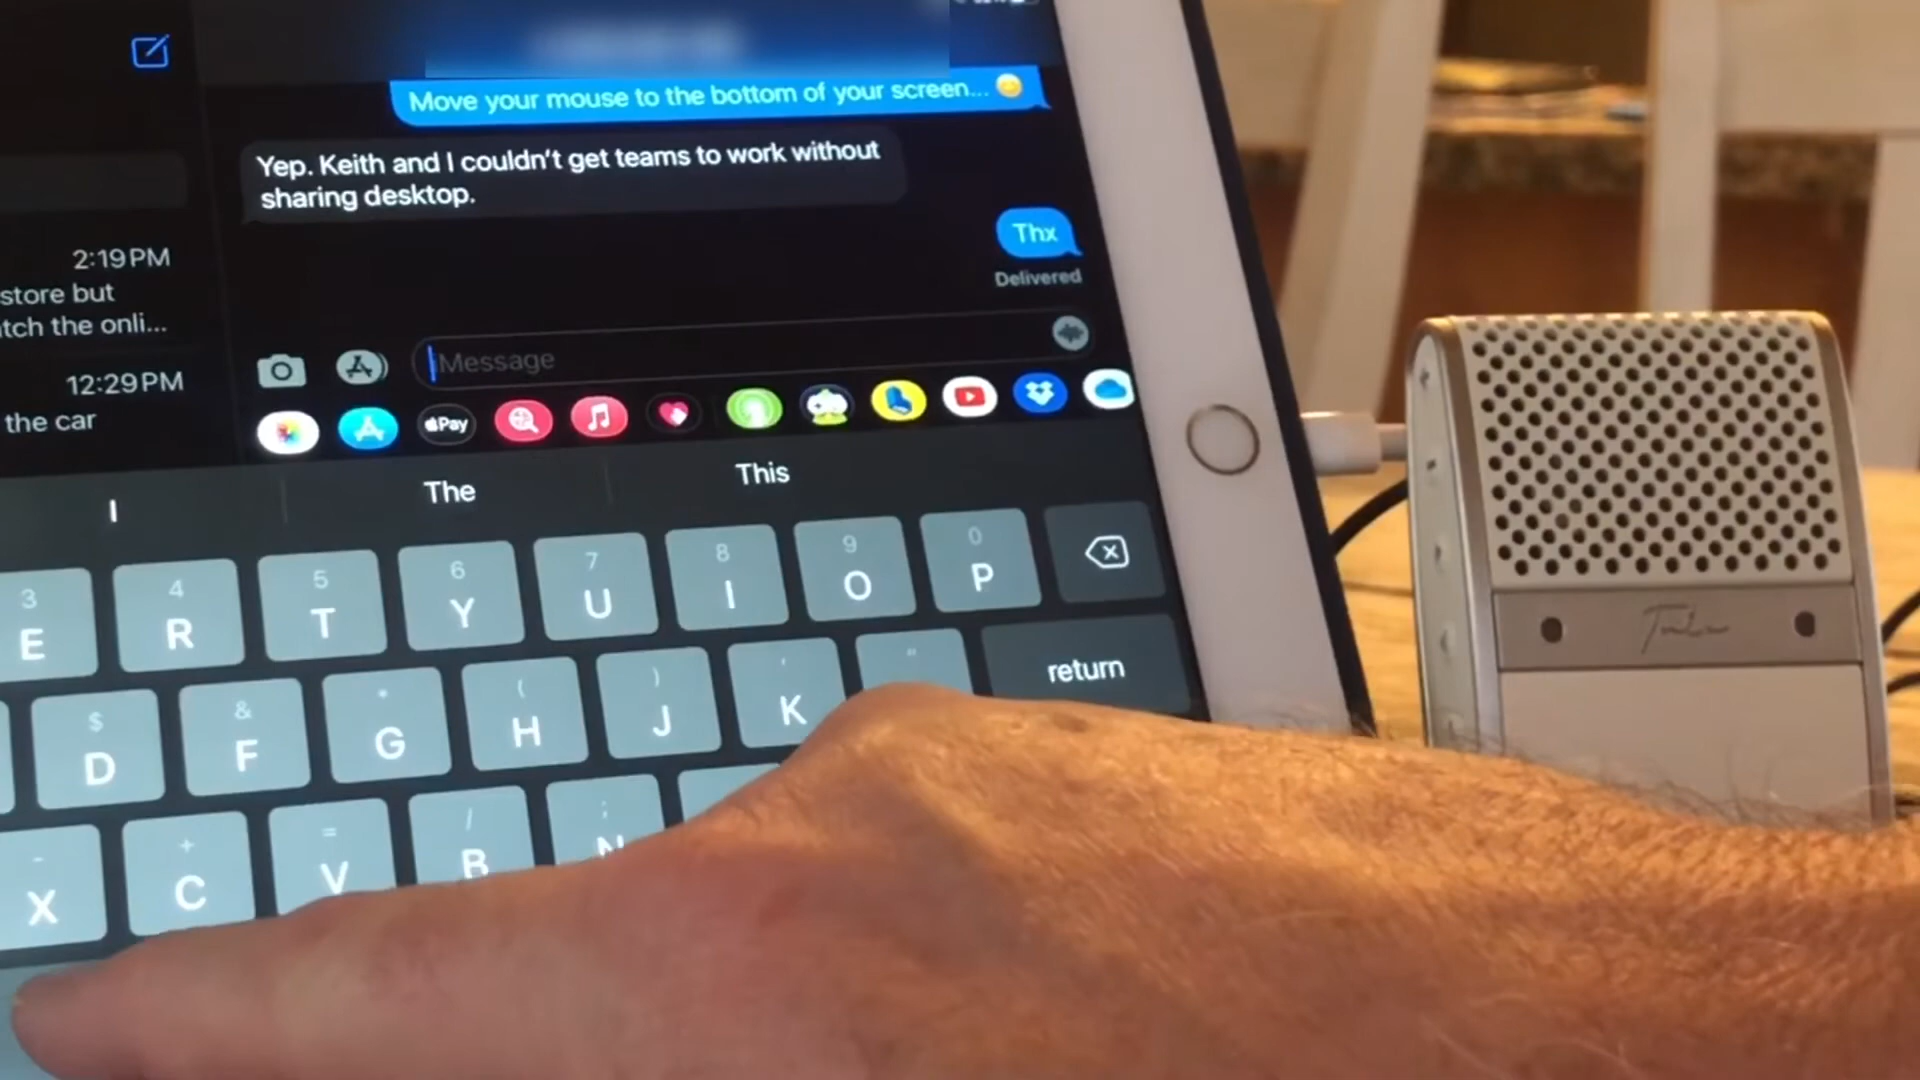 Move your mouse to the bottom of your screen... 😊
Yep. Keith and I couldn't get teams to work without
sharing desktop.
Thx
Delivered
2:19 PM
store but
tch the onli...
12:29 PM
the car
iMessage
Pay
I
The
This
3 4 5 6 7 8 9 0
E R T Y U I O P
return
$ & * ( ) ' "
D F G H J K
- + = / ;
X C V B N
Tula